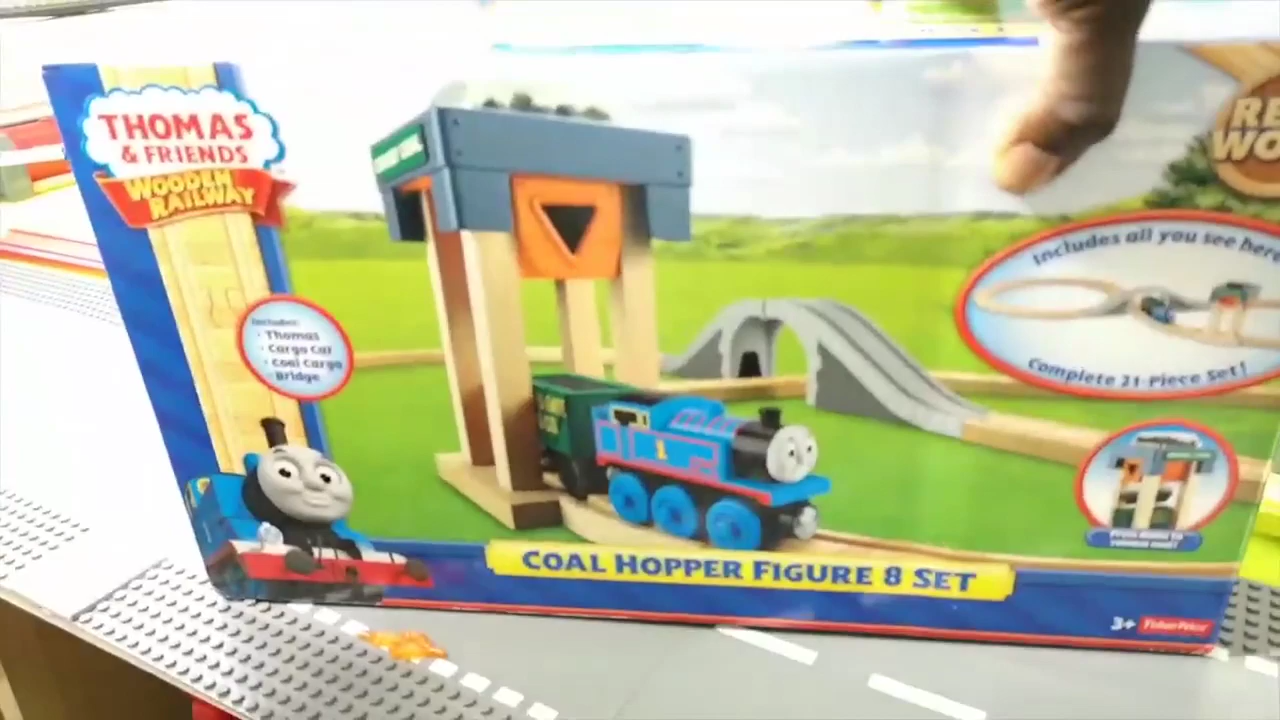 THOMAS
& FRIENDS
WOODEN
RAILWAY
Includes:
• Thomas
• Cargo Car
• Coal Cargo
• Bridge
1
Includes all you see here
Complete 21-Piece Set!
COAL HOPPER FIGURE 8 SET
3+ Fisher-Price